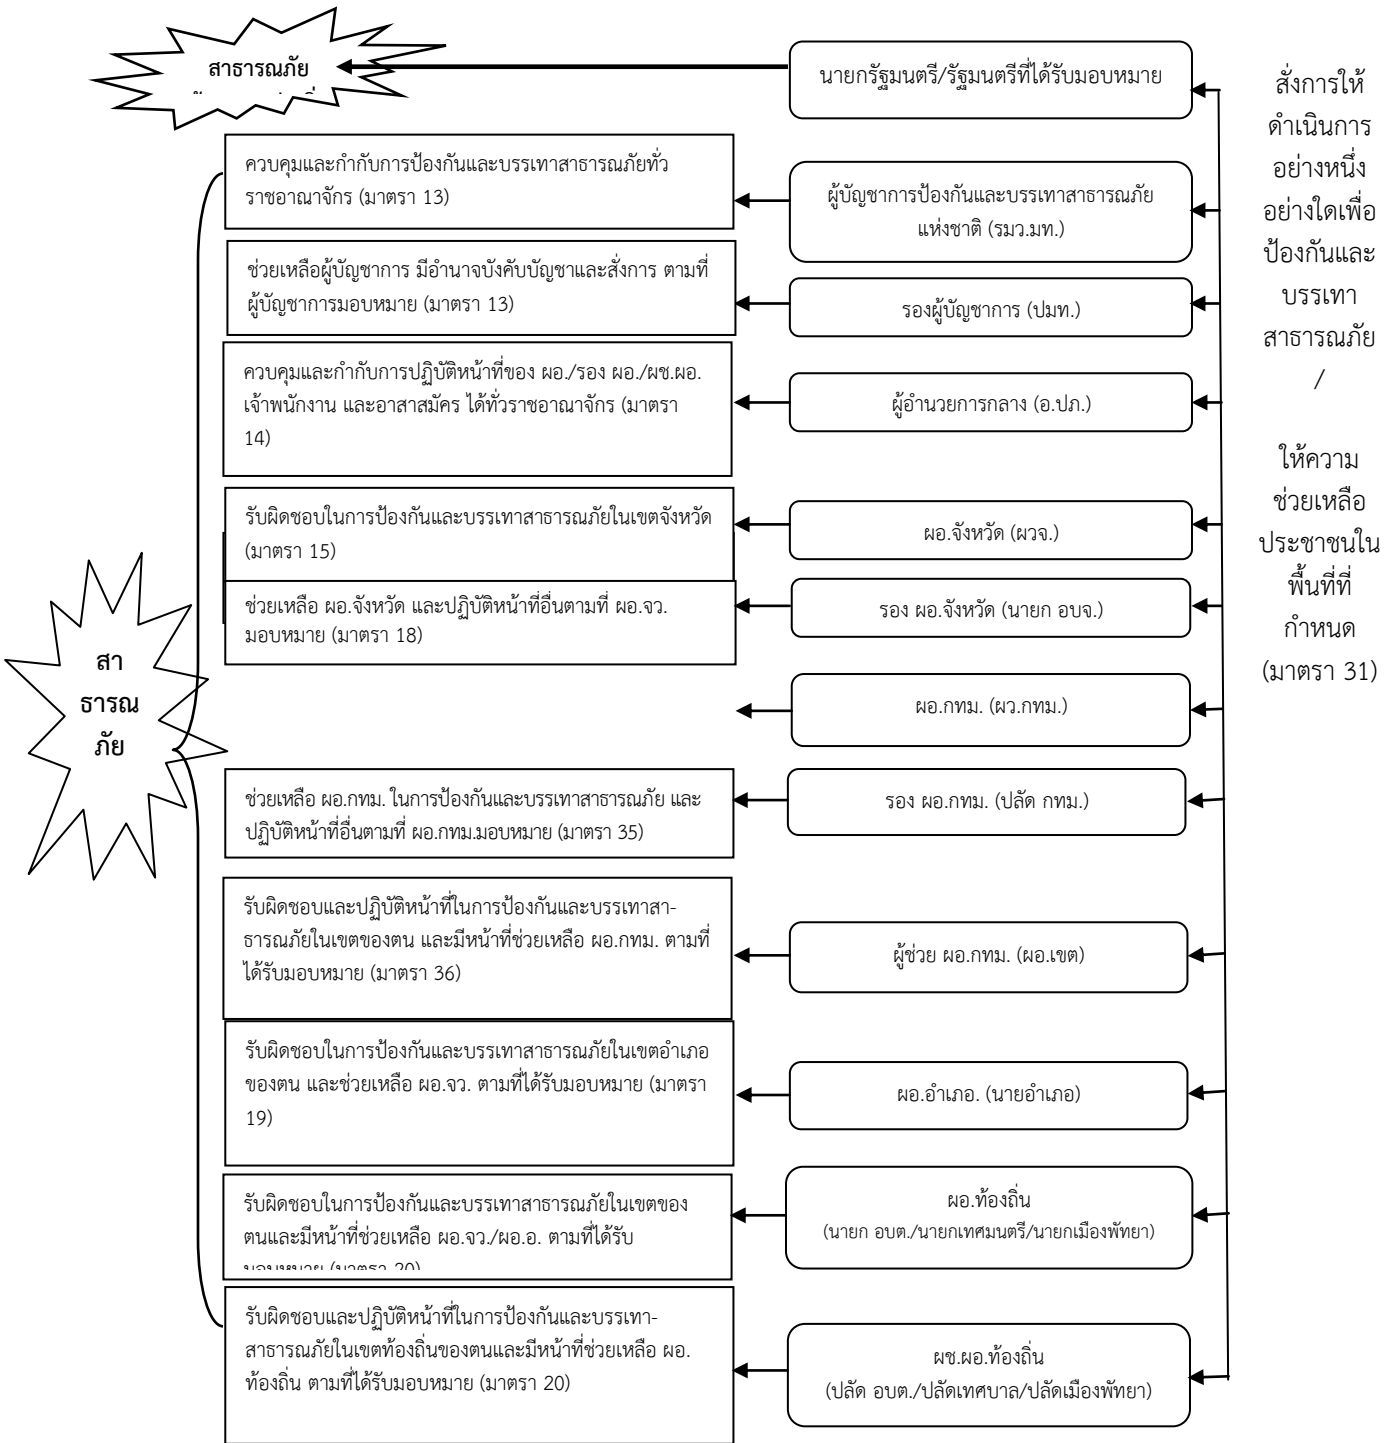 สาธารณภัย
นายกรัฐมนตรี/รัฐมนตรีที่ได้รับมอบหมาย
ควบคุมและกำกับการป้องกันและบรรเทาสาธารณภัยทั่ว
ราชอาณาจักร (มาตรา 13)
ผู้บัญชาการป้องกันและบรรเทาสาธารณภัย
แห่งชาติ (รมว.มท.)
ช่วยเหลือผู้บัญชาการ มีอำนาจบังคับบัญชาและสั่งการ ตามที่
ผู้บัญชาการมอบหมาย (มาตรา 13)
รองผู้บัญชาการ (ปมท.)
ควบคุมและกำกับการปฏิบัติหน้าที่ของ ผอ./รอง ผอ./ผช.ผอ.
เจ้าพนักงาน และอาสาสมัคร ได้ทั่วราชอาณาจักร (มาตรา
14)
ผู้อำนวยการกลาง (อ.ปภ.)
รับผิดชอบในการป้องกันและบรรเทาสาธารณภัยในเขตจังหวัด
(มาตรา 15)
ผอ.จังหวัด (ผวจ.)
ช่วยเหลือ ผอ.จังหวัด และปฏิบัติหน้าที่อื่นตามที่ ผอ.จว.
มอบหมาย (มาตรา 18)
รอง ผอ.จังหวัด (นายก อบจ.)
ผอ.กทม. (ผว.กทม.)
ช่วยเหลือ ผอ.กทม. ในการป้องกันและบรรเทาสาธารณภัย และ
ปฏิบัติหน้าที่อื่นตามที่ ผอ.กทม.มอบหมาย (มาตรา 35)
รอง ผอ.กทม. (ปลัด กทม.)
รับผิดชอบและปฏิบัติหน้าที่ในการป้องกันและบรรเทาสา-
ธารณภัยในเขตของตน และมีหน้าที่ช่วยเหลือ ผอ.กทม. ตามที่
ได้รับมอบหมาย (มาตรา 36)
ผู้ช่วย ผอ.กทม. (ผอ.เขต)
รับผิดชอบในการป้องกันและบรรเทาสาธารณภัยในเขตอำเภอ
ของตน และช่วยเหลือ ผอ.จว. ตามที่ได้รับมอบหมาย (มาตรา
19)
ผอ.อำเภอ. (นายอำเภอ)
รับผิดชอบในการป้องกันและบรรเทาสาธารณภัยในเขตของ
ตนและมีหน้าที่ช่วยเหลือ ผอ.จว./ผอ.อ. ตามที่ได้รับ
มอบหมาย (มาตรา 20)
ผอ.ท้องถิ่น
(นายก อบต./นายกเทศมนตรี/นายกเมืองพัทยา)
รับผิดชอบและปฏิบัติหน้าที่ในการป้องกันและบรรเทา-
สาธารณภัยในเขตท้องถิ่นของตนและมีหน้าที่ช่วยเหลือ ผอ.
ท้องถิ่น ตามที่ได้รับมอบหมาย (มาตรา 20)
ผช.ผอ.ท้องถิ่น
(ปลัด อบต./ปลัดเทศบาล/ปลัดเมืองพัทยา)
สา
ธารณ
ภัย
สั่งการให้
ดำเนินการ
อย่างหนึ่ง
อย่างใดเพื่อ
ป้องกันและ
บรรเทา
สาธารณภัย
/
ให้ความ
ช่วยเหลือ
ประชาชนใน
พื้นที่ที่
กำหนด
(มาตรา 31)